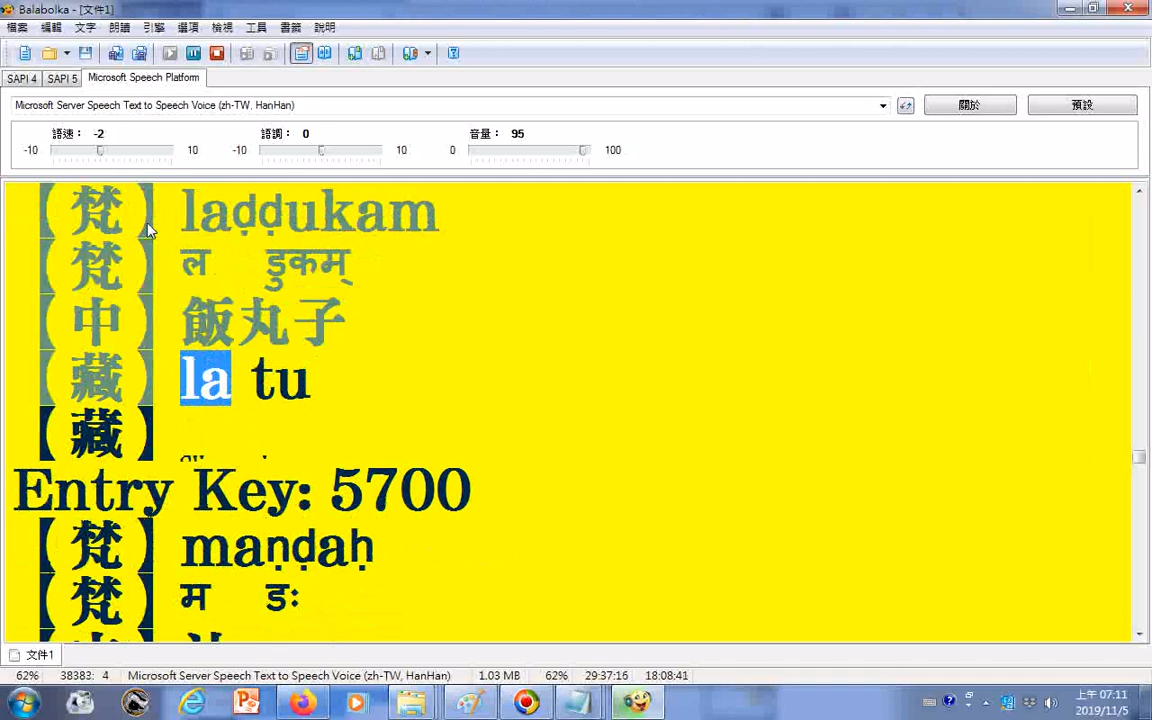 Balabolka - [文件1]
檔案 編輯 文字 朗讀 引擎 選項 檢視 工具 書籤 說明
SAPI 4 SAPI 5 Microsoft Speech Platform
Microsoft Server Speech Text to Speech Voice (zh-TW, HanHan) 關於 預設
語速： -2 語調： 0 音量： 95
-10 10 -10 10 0 100
【梵】 laḍḍukam
【梵】 ल डुकम्
【中】 飯丸子
【藏】 la tu
【藏】
Entry Key: 5700
【梵】 maṇḍaḥ
【梵】 म डः
文件1
62% 38383: 4 Microsoft Server Speech Text to Speech Voice (zh-TW, HanHan) 1.03 MB 62% 29:37:16 18:08:41
上午 07:11
2019/11/5